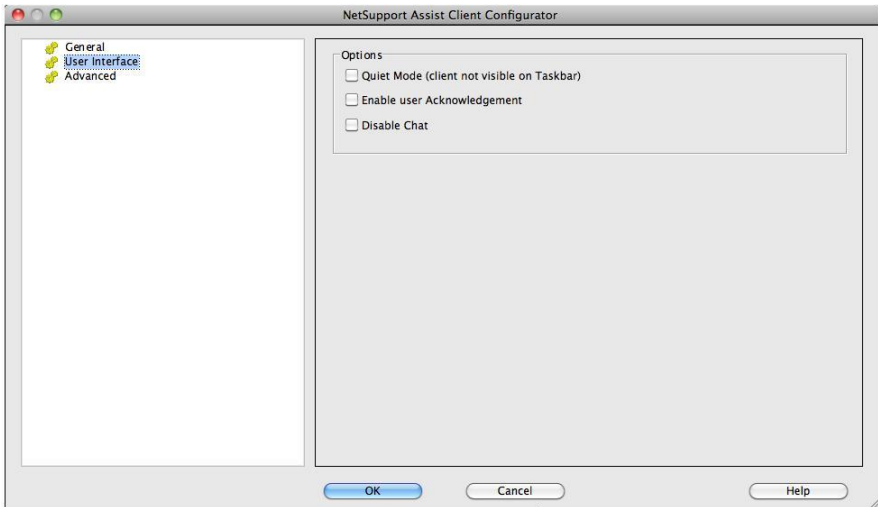 NetSupport Assist Client Configurator
General
User Interface
Advanced
Options
Quiet Mode (client not visible on Taskbar)
Enable user Acknowledgement
Disable Chat
OK
Cancel
Help